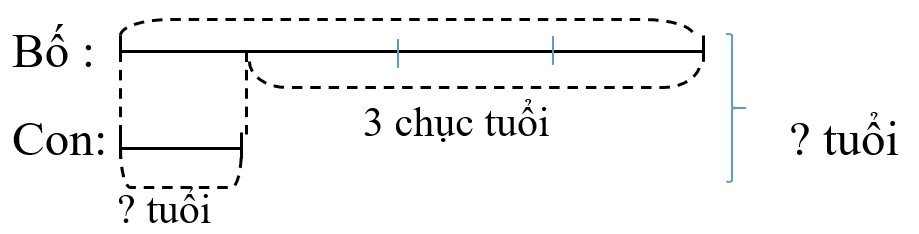 Bố :
3 chục tuổi
Con:
? tuổi
? tuổi